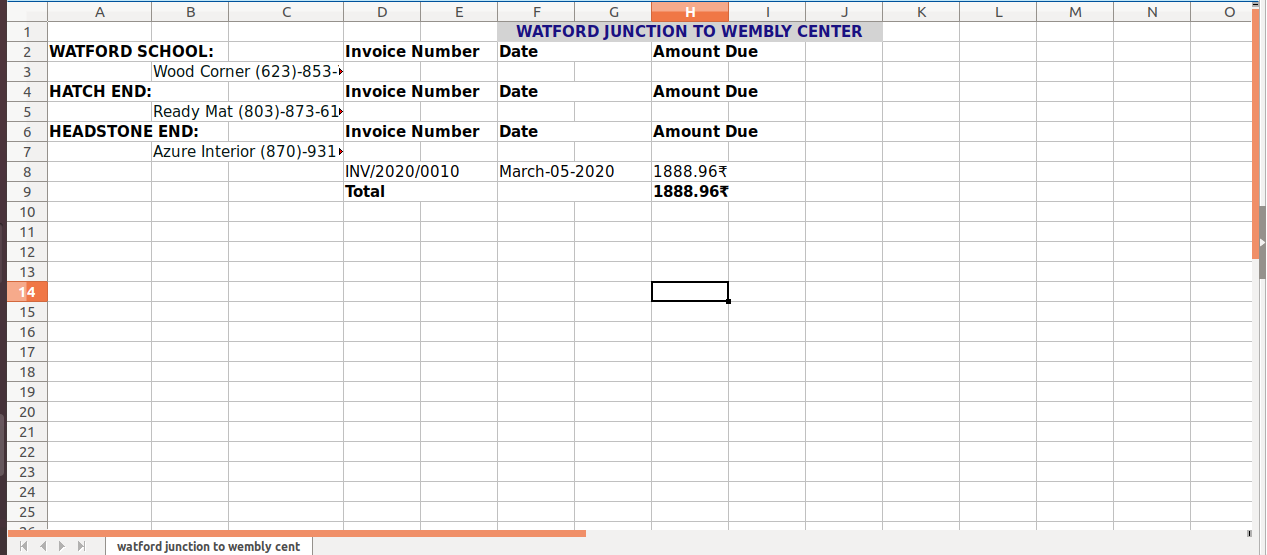 A B C D E F G H I J K L M N O
1 WATFORD JUNCTION TO WEMBLY CENTER
2 WATFORD SCHOOL: Invoice Number Date Amount Due
3 Wood Corner (623)-853-
4 HATCH END: Invoice Number Date Amount Due
5 Ready Mat (803)-873-61
6 HEADSTONE END: Invoice Number Date Amount Due
7 Azure Interior (870)-931
8 INV/2020/0010 March-05-2020 1888.96₹
9 Total 1888.96₹
10
11
12
13
14
15
16
17
18
19
20
21
22
23
24
25
watford junction to wembly cent